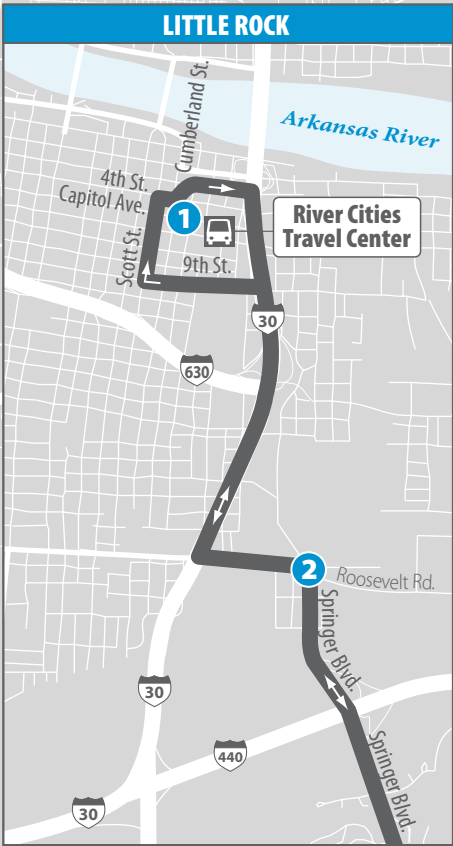 LITTLE ROCK
Cumberland St.
Arkansas River
4th St.
Capitol Ave.
1
River Cities
Travel Center
Scott St.
9th St.
30
630
2
Roosevelt Rd.
Springer Blvd.
30
440
Springer Blvd.
30